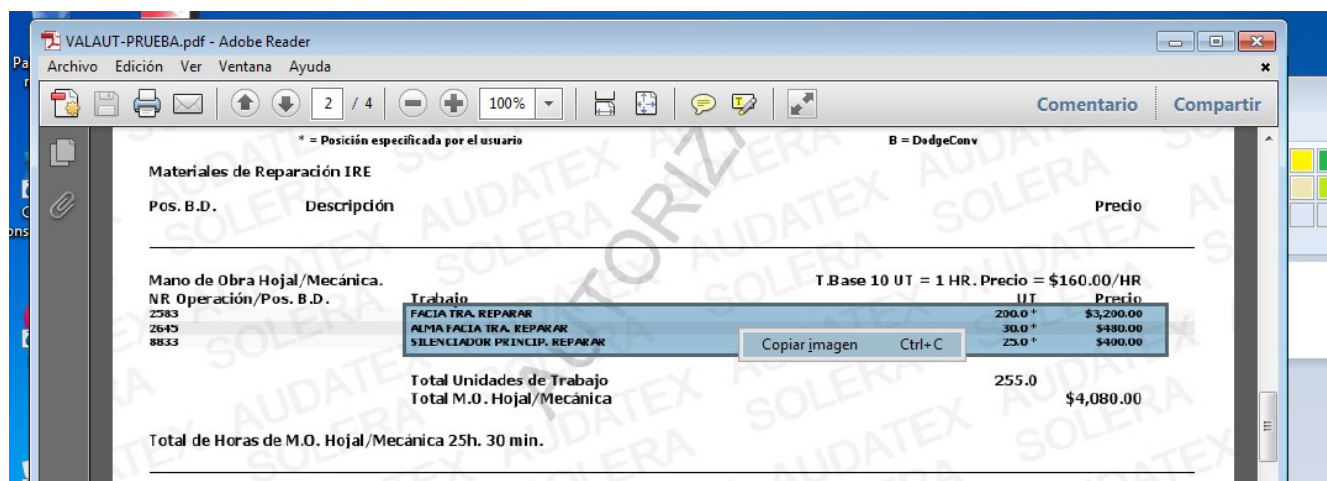 VALAUT-PRUEBA.pdf - Adobe Reader
Archivo Edición Ver Ventana Ayuda
2 / 4 100% Comentario Compartir
* = Posición especificada por el usuario B = DodgeConv
Materiales de Reparación IRE
Pos. B.D. Descripción Precio
Mano de Obra Hojal/Mecánica. T.Base 10 UT = 1 HR. Precio = $160.00/HR
NR Operación/Pos. B.D. Trabajo UT Precio
2583 FACIA TRA. REPARAR 200.0 * $3,200.00
2645 ALMA FACIA TRA. REPARAR 30.0 * $480.00
8833 SILENCIADOR PRINCIP. REPARAR 25.0 * $400.00
Copiar imagen Ctrl+C
Total Unidades de Trabajo 255.0
Total M.O. Hojal/Mecánica $4,080.00
Total de Horas de M.O. Hojal/Mecánica 25h. 30 min.
AUTORIZ
AUDATEX
SOLERA